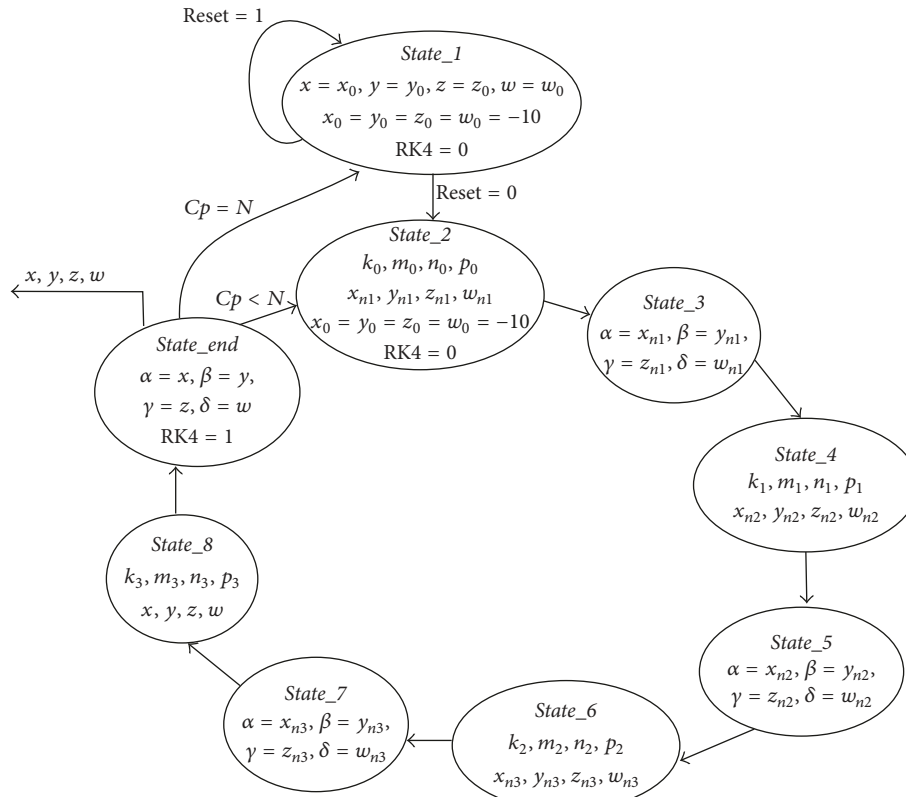 Reset = 1
State_1
x = x₀, y = y₀, z = z₀, w = w₀
x₀ = y₀ = z₀ = w₀ = −10
RK4 = 0
Reset = 0
Cp = N
State_2
k₀, m₀, n₀, p₀
xₙ₁, yₙ₁, zₙ₁, wₙ₁
x₀ = y₀ = z₀ = w₀ = −10
RK4 = 0
x, y, z, w
Cp < N
State_3
α = xₙ₁, β = yₙ₁,
γ = zₙ₁, δ = wₙ₁
State_end
α = x, β = y,
γ = z, δ = w
RK4 = 1
State_4
k₁, m₁, n₁, p₁
xₙ₂, yₙ₂, zₙ₂, wₙ₂
State_8
k₃, m₃, n₃, p₃
x, y, z, w
State_5
α = xₙ₂, β = yₙ₂,
γ = zₙ₂, δ = wₙ₂
State_7
α = xₙ₃, β = yₙ₃,
γ = zₙ₃, δ = wₙ₃
State_6
k₂, m₂, n₂, p₂
xₙ₃, yₙ₃, zₙ₃, wₙ₃